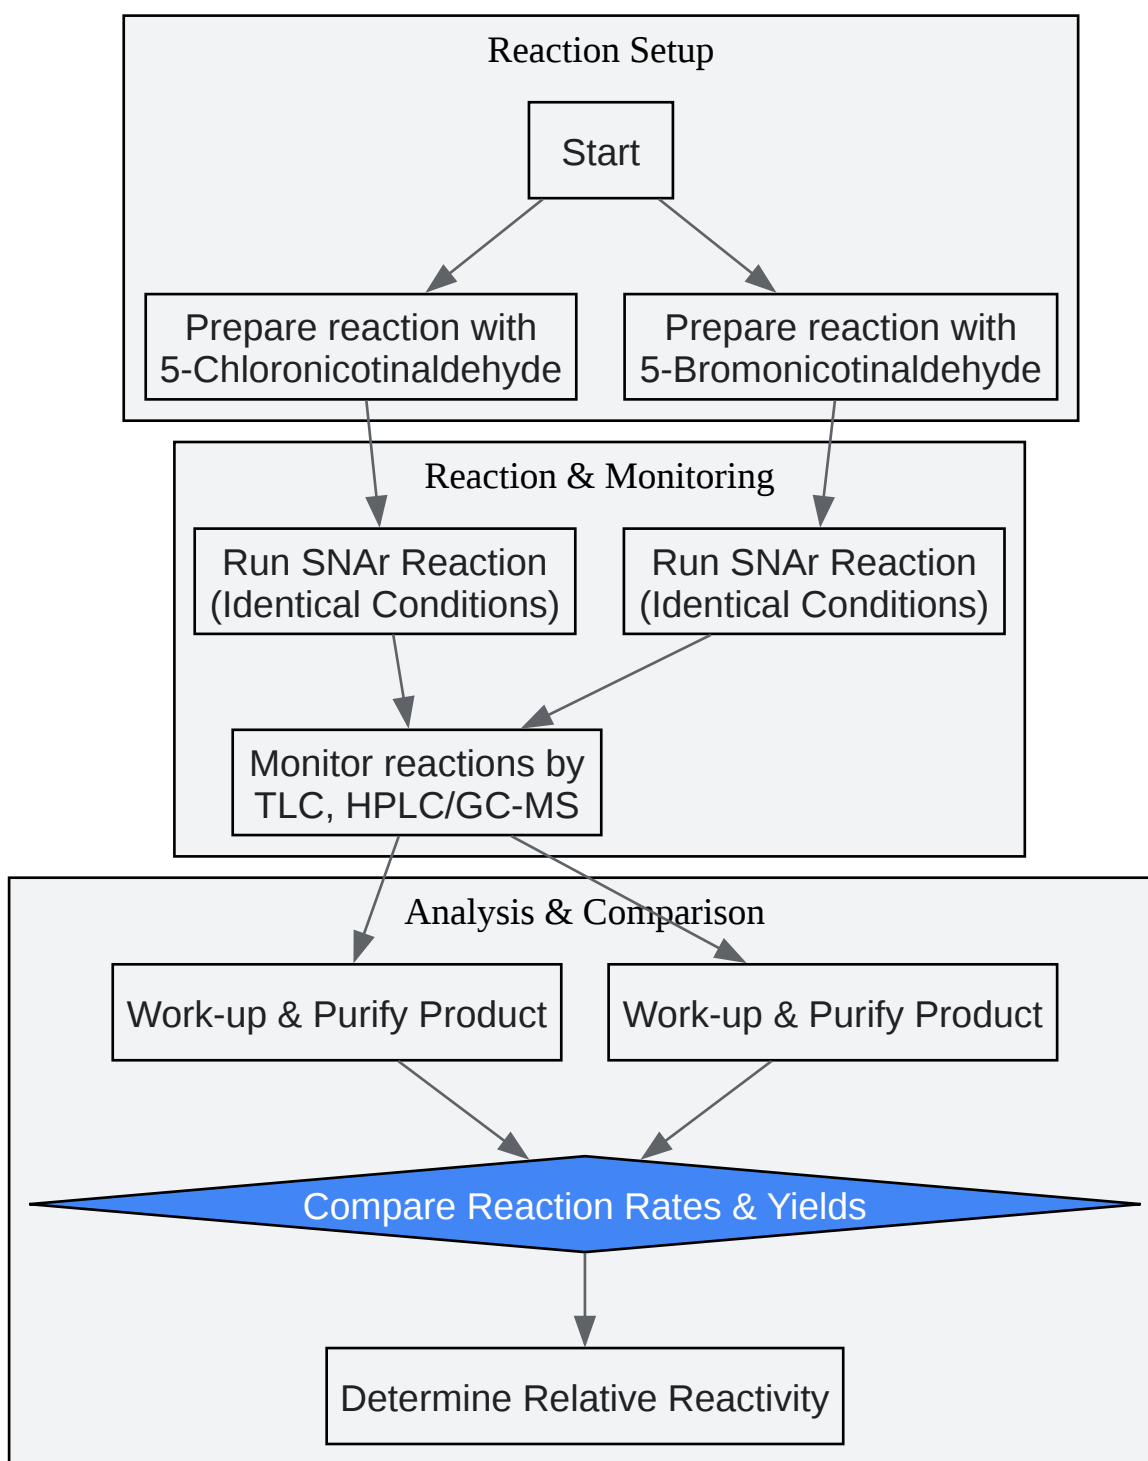 Reaction Setup
Start
Prepare reaction with
5-Chloronicotinaldehyde
Prepare reaction with
5-Bromonicotinaldehyde
Reaction & Monitoring
Run SNAr Reaction
(Identical Conditions)
Run SNAr Reaction
(Identical Conditions)
Monitor reactions by
TLC, HPLC/GC-MS
Analysis & Comparison
Work-up & Purify Product
Work-up & Purify Product
Compare Reaction Rates & Yields
Determine Relative Reactivity